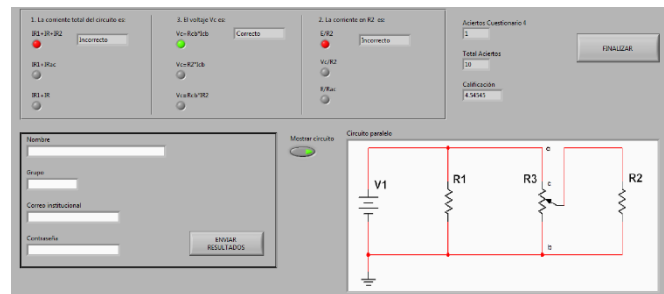 1. La corriente total del circuito es:
IR1+IR+IR2
Incorrecto
IR1+IRac
IR1+IR
3. El voltaje Vc es:
Vc=Rcb*Icb
Correcto
Vc=R2*Icb
Vc=Rcb*IR2
2. La corriente en R2 es:
E/R2
Incorrecto
Vc/R2
E/Rac
Aciertos Cuestionario 4
1
Total Aciertos
10
Calificación
4.54545
FINALIZAR
Nombre
Grupo
Correo institucional
Contraseña
ENVIAR
RESULTADOS
Mostrar circuito
Circuito paralelo
V1
R1
R3
R2
c
b